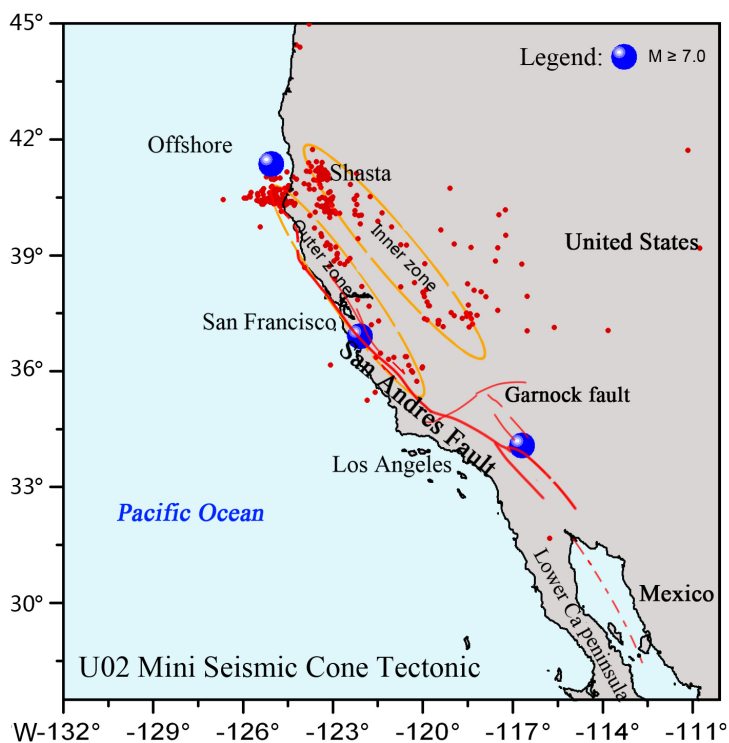 45°
Legend: M ≥ 7.0
42°
Offshore
Shasta
39°
Outer zone
Inner zone
United States
San Francisco
36°
San Andres Fault
Garnock fault
Los Angeles
33°
Pacific Ocean
30°
Lower Ca peninsula
Mexico
U02 Mini Seismic Cone Tectonic
W-132° -129° -126° -123° -120° -117° -114° -111°